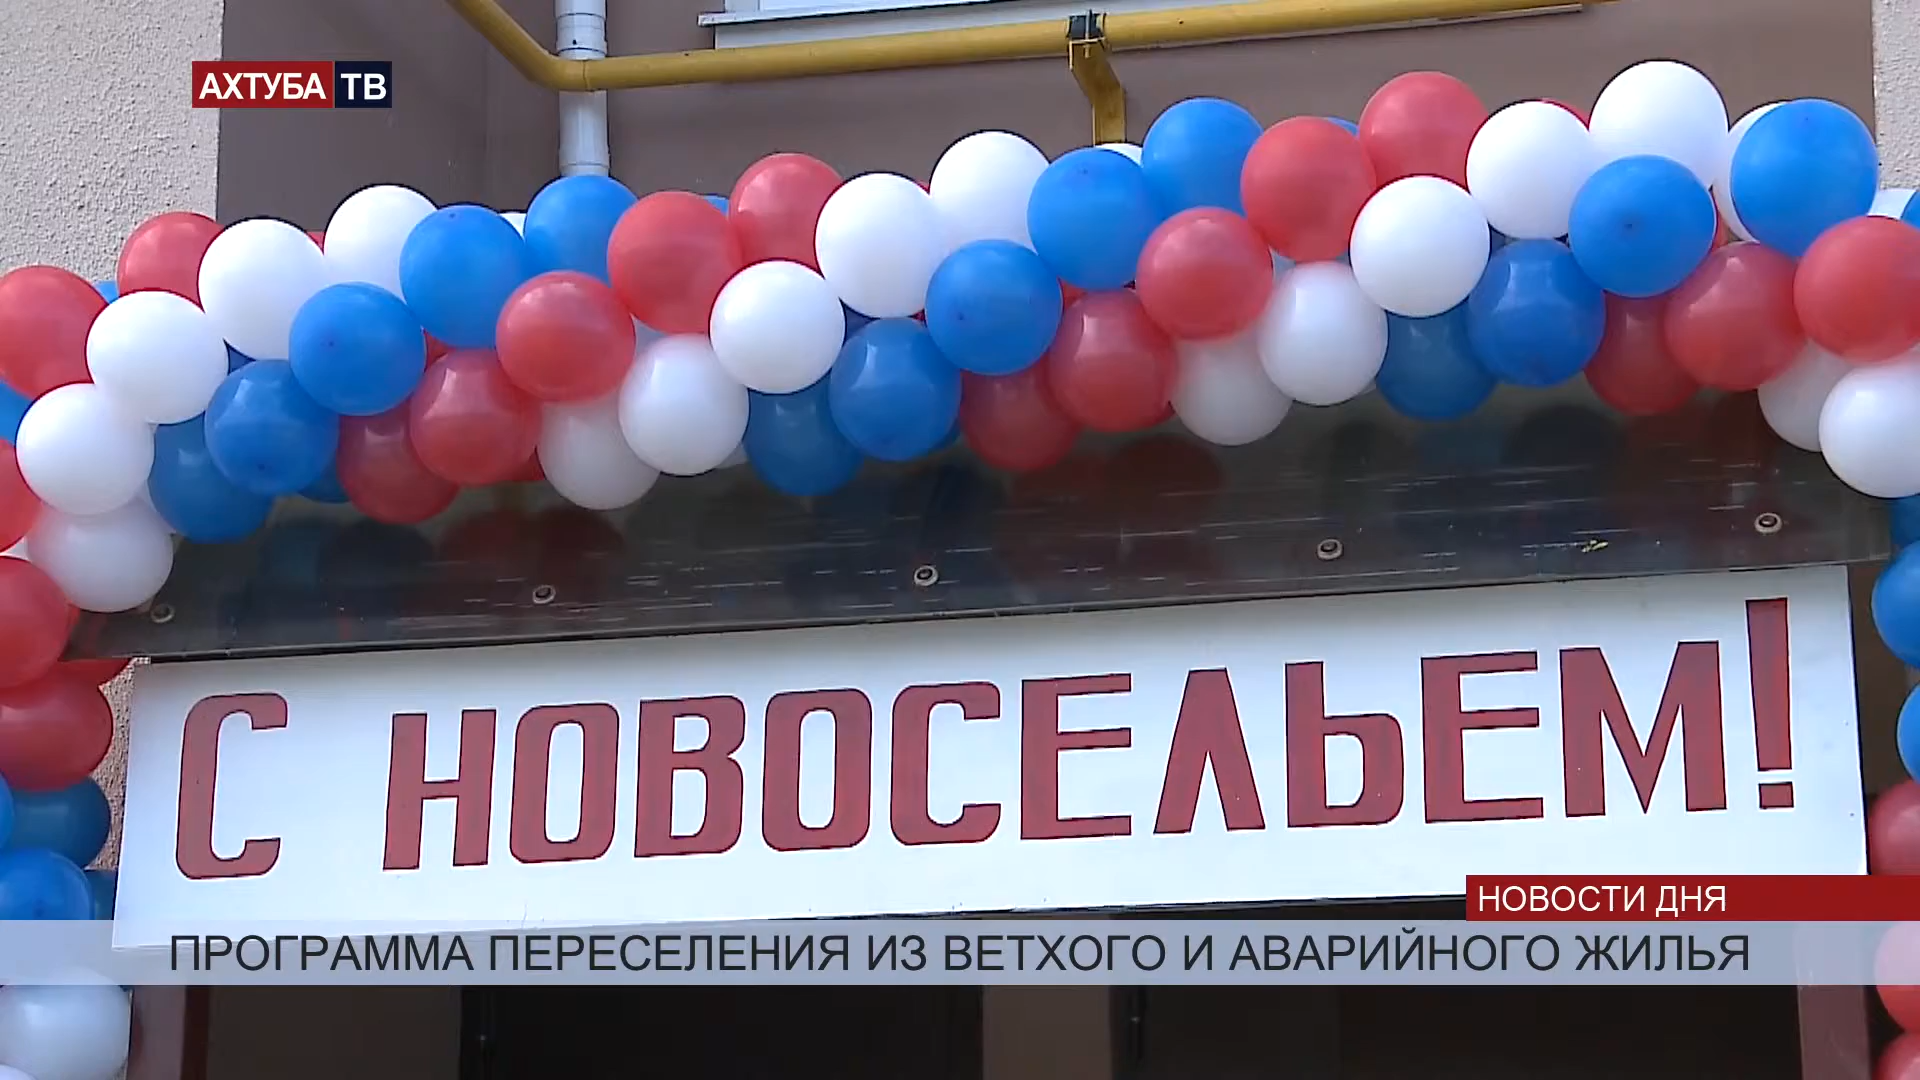 АХТУБА ТВ
С НОВОСЕЛЬЕМ!
НОВОСТИ ДНЯ
ПРОГРАММА ПЕРЕСЕЛЕНИЯ ИЗ ВЕТХОГО И АВАРИЙНОГО ЖИЛЬЯ